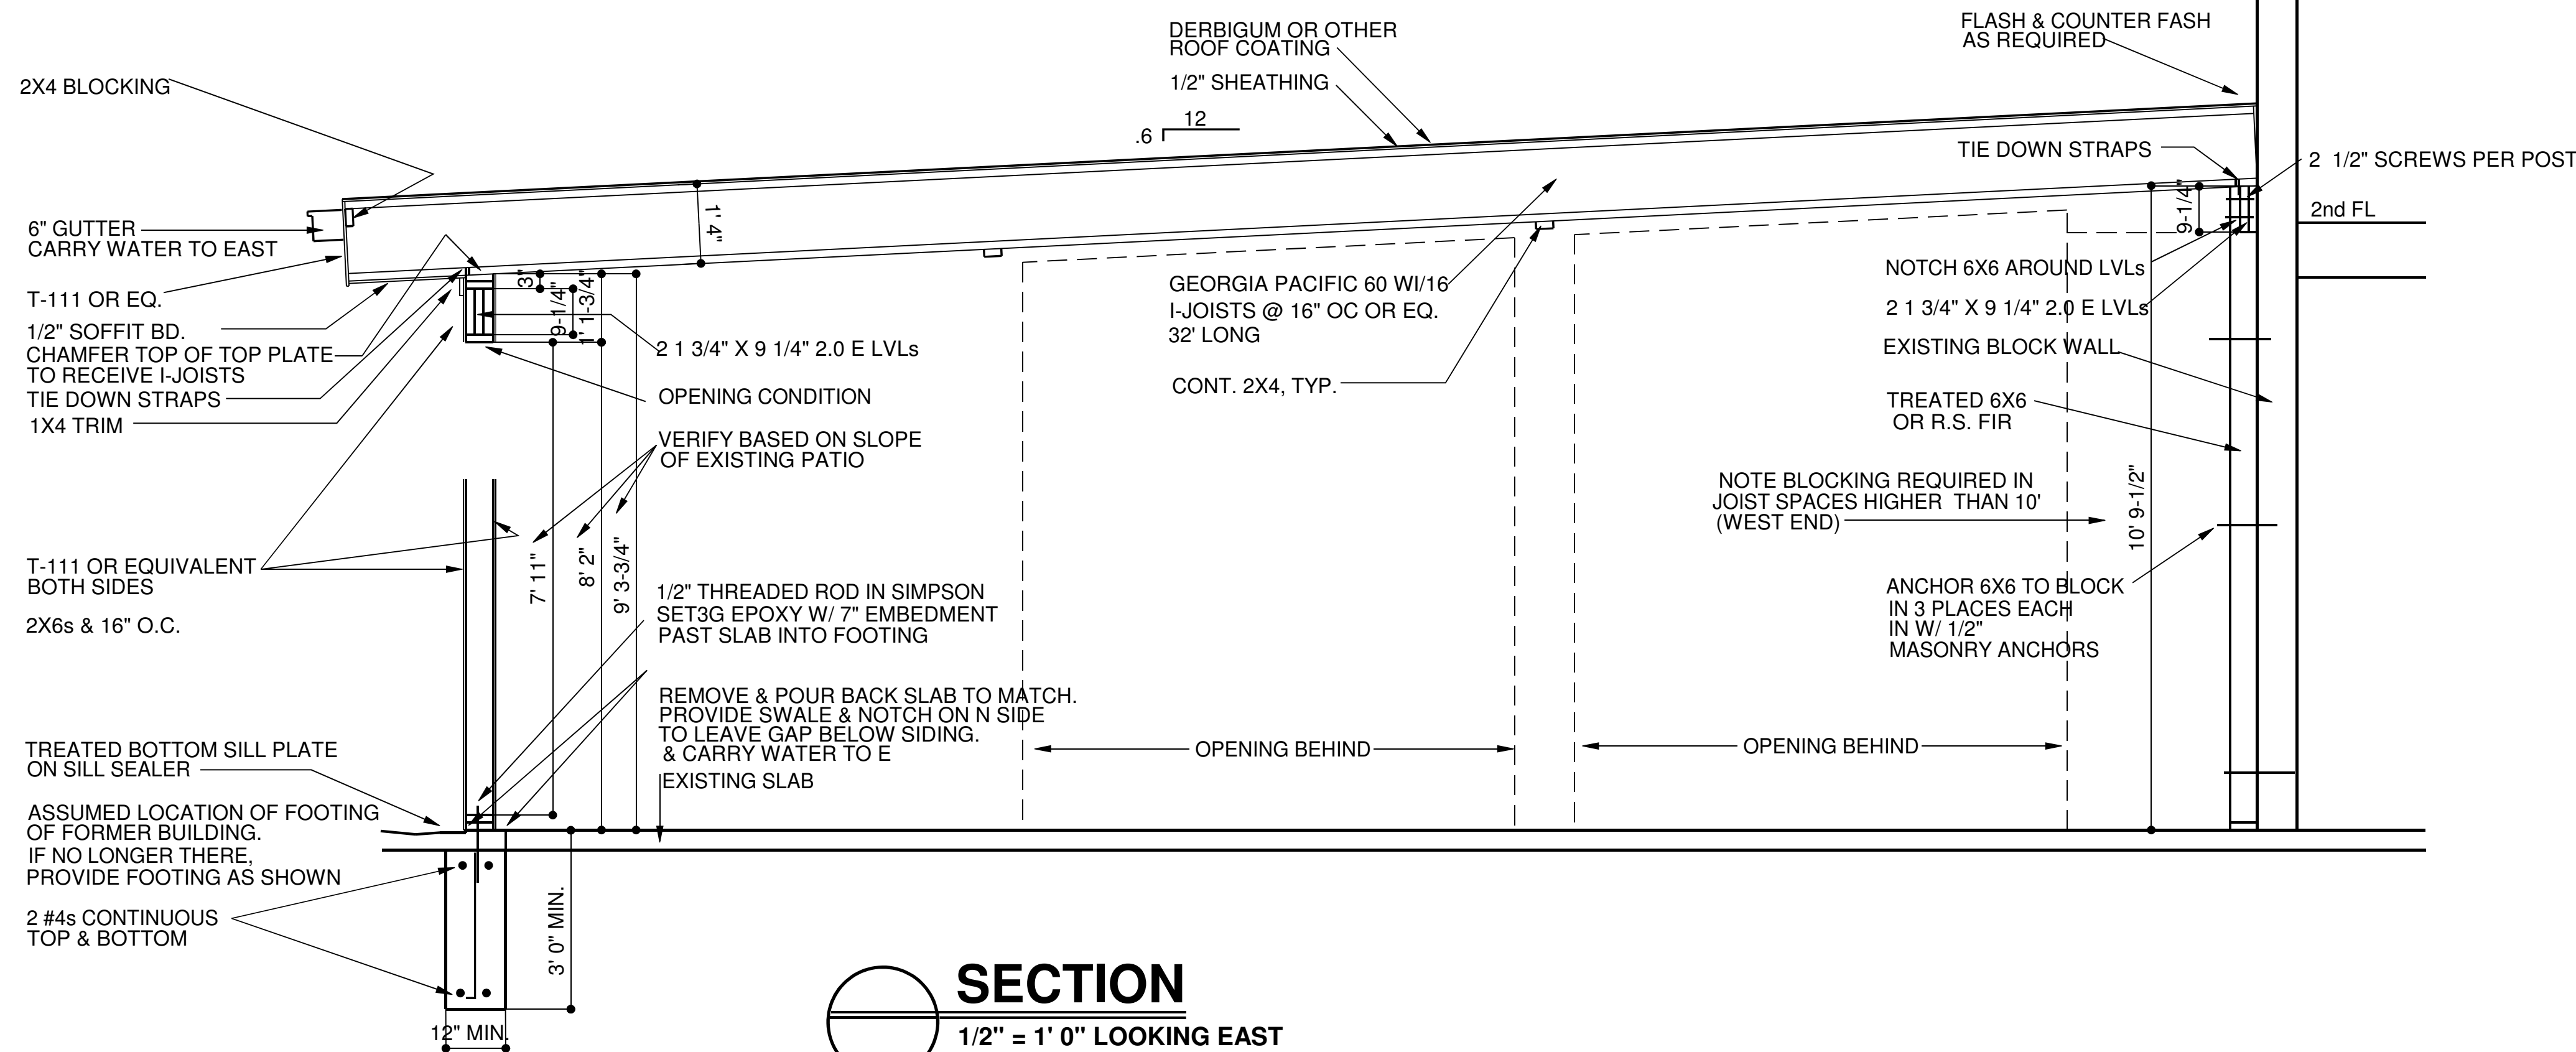 DERBIGUM OR OTHER
ROOF COATING
1/2" SHEATHING
FLASH & COUNTER FASH
AS REQUIRED
2X4 BLOCKING
12
.6
TIE DOWN STRAPS
2 1/2" SCREWS PER POST
6" GUTTER
CARRY WATER TO EAST
1' 4"
9-1/4"
2nd FL
T-111 OR EQ.
1/2" SOFFIT BD.
CHAMFER TOP OF TOP PLATE
TO RECEIVE I-JOISTS
TIE DOWN STRAPS
1X4 TRIM
3"
9-1/4"
1' 1-3/4"
2 1 3/4" X 9 1/4" 2.0 E LVLs
OPENING CONDITION
VERIFY BASED ON SLOPE
OF EXISTING PATIO
GEORGIA PACIFIC 60 WI/16
I-JOISTS @ 16" OC OR EQ.
32' LONG
CONT. 2X4, TYP.
NOTCH 6X6 AROUND LVLs
2 1 3/4" X 9 1/4" 2.0 E LVLs
EXISTING BLOCK WALL
TREATED 6X6
OR R.S. FIR
NOTE BLOCKING REQUIRED IN
JOIST SPACES HIGHER THAN 10'
(WEST END)
10' 9-1/2"
ANCHOR 6X6 TO BLOCK
IN 3 PLACES EACH
IN W/ 1/2"
MASONRY ANCHORS
T-111 OR EQUIVALENT
BOTH SIDES
2X6s & 16" O.C.
7' 11"
8' 2"
9' 3-3/4"
1/2" THREADED ROD IN SIMPSON
SET3G EPOXY W/ 7" EMBEDMENT
PAST SLAB INTO FOOTING
REMOVE & POUR BACK SLAB TO MATCH.
PROVIDE SWALE & NOTCH ON N SIDE
TO LEAVE GAP BELOW SIDING.
& CARRY WATER TO E
EXISTING SLAB
OPENING BEHIND
OPENING BEHIND
TREATED BOTTOM SILL PLATE
ON SILL SEALER
ASSUMED LOCATION OF FOOTING
OF FORMER BUILDING.
IF NO LONGER THERE,
PROVIDE FOOTING AS SHOWN
2 #4s CONTINUOUS
TOP & BOTTOM
3' 0" MIN.
12" MIN.
SECTION
1/2" = 1' 0" LOOKING EAST